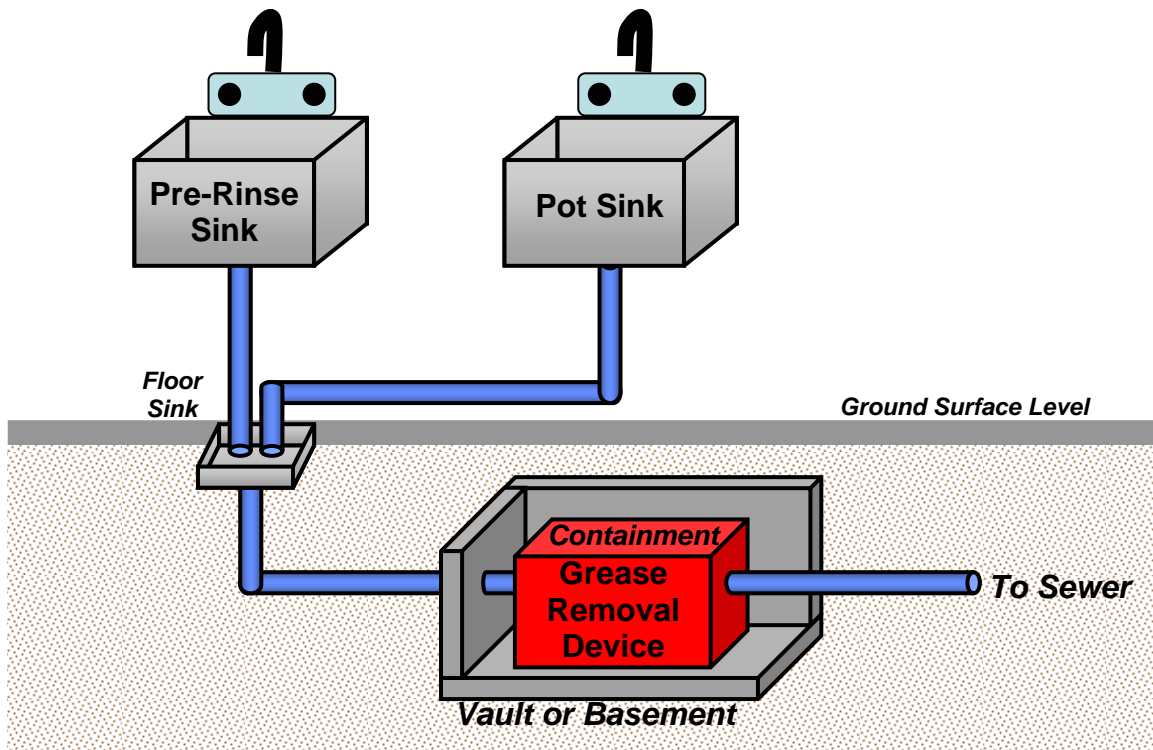 Pre-Rinse
Sink
Pot Sink
Floor
Sink
Ground Surface Level
Containment
Grease
Removal
Device
To Sewer
Vault or Basement